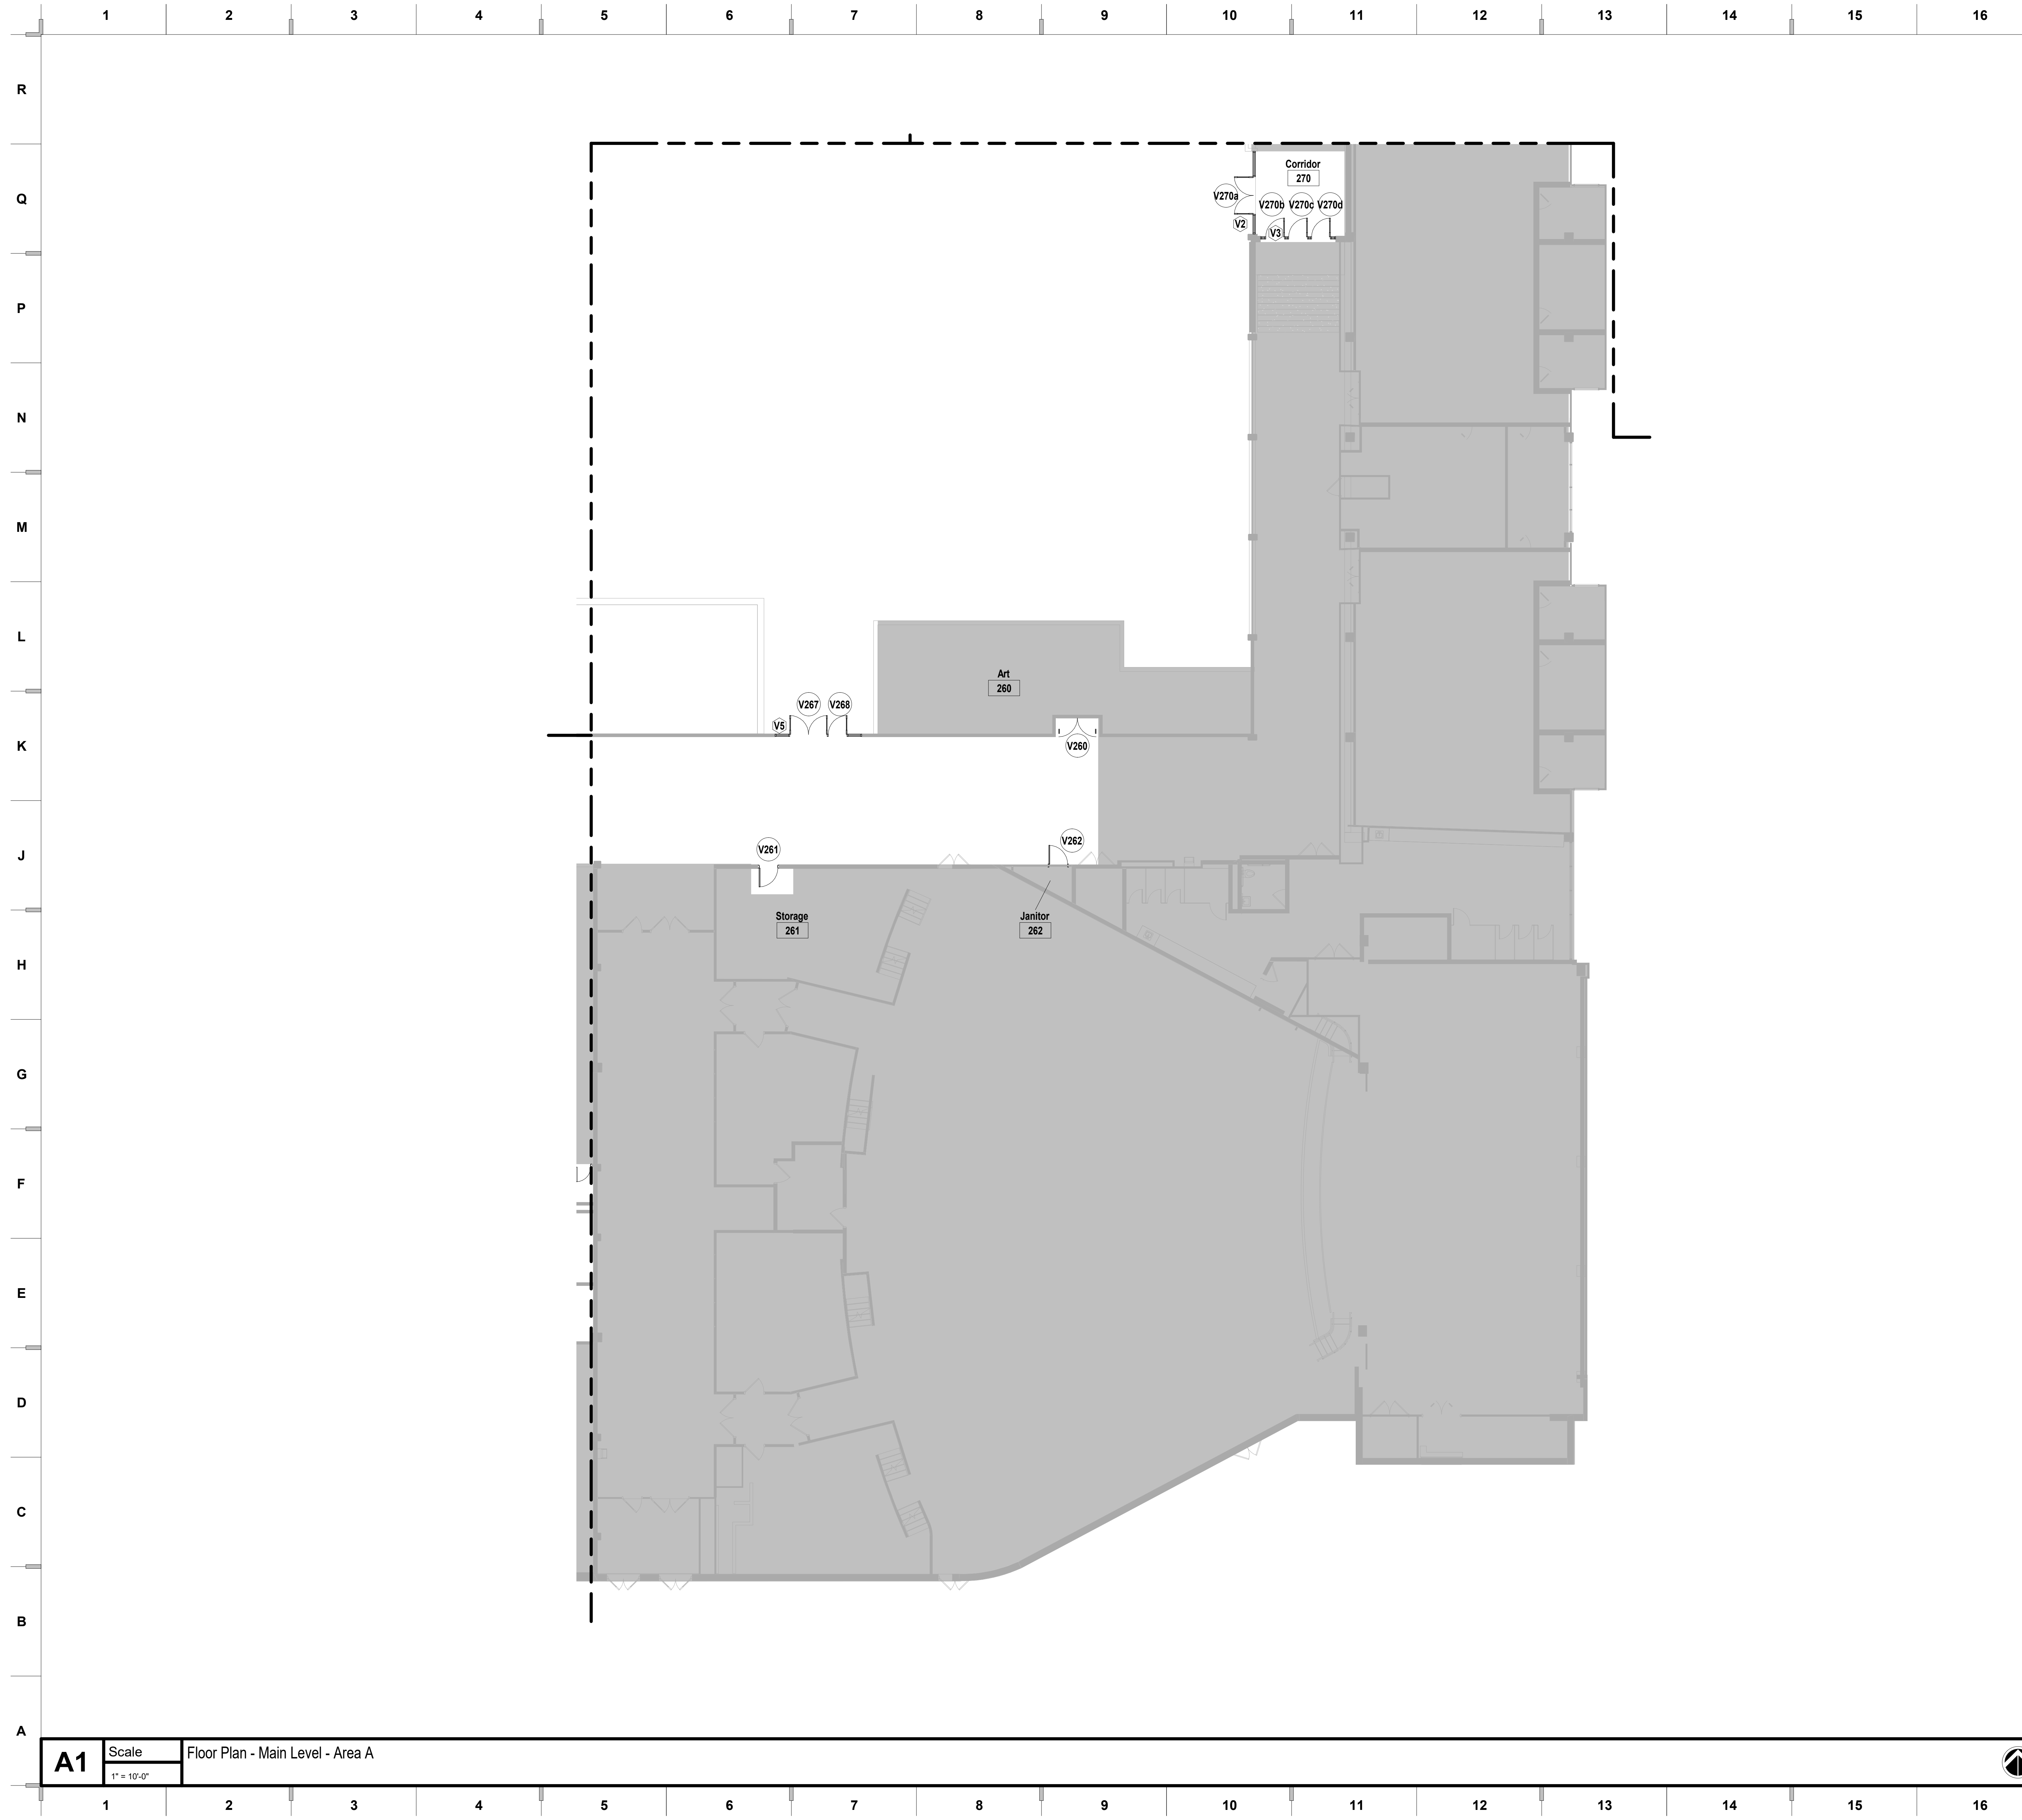 1 2 3 4 5 6 7 8 9 10 11 12 13 14 15 16
R
Corridor
270
Q
V270a
V270b V270c V270d
V2
V3
P
N
M
L
Art
260
V267 V268
V5
K
V260
V262
V261
J
Storage
261
Janitor
262
H
G
F
E
D
C
B
A
A1
Scale
1" = 10'-0"
Floor Plan - Main Level - Area A
1 2 3 4 5 6 7 8 9 10 11 12 13 14 15 16